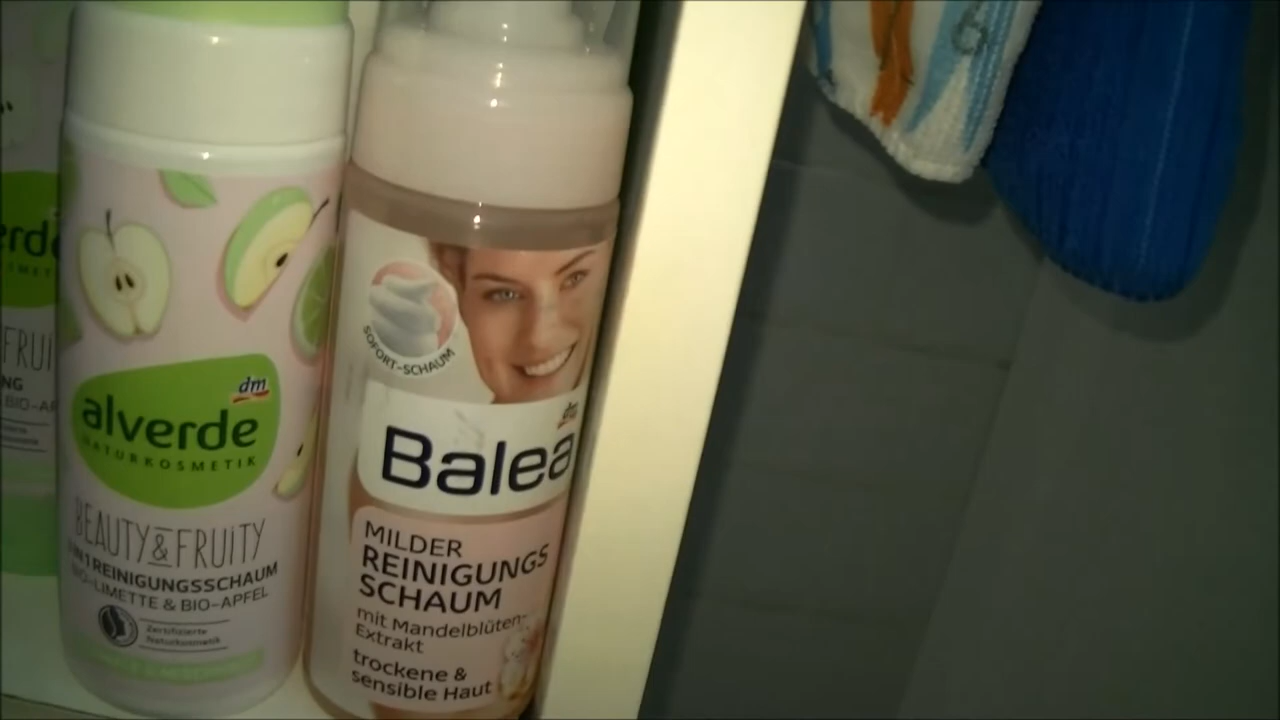 dm
alverde
NATURKOSMETIK
BEAUTY & FRUITY
REINIGUNGSSCHAUM
BIO-LIMETTE & BIO-APFEL
Zertifizierte
Naturkosmetik
SOFORT-SCHAUM
dm
Balea
MILDER
REINIGUNGS
SCHAUM
mit Mandelblüten-
Extrakt
trockene &
sensible Haut